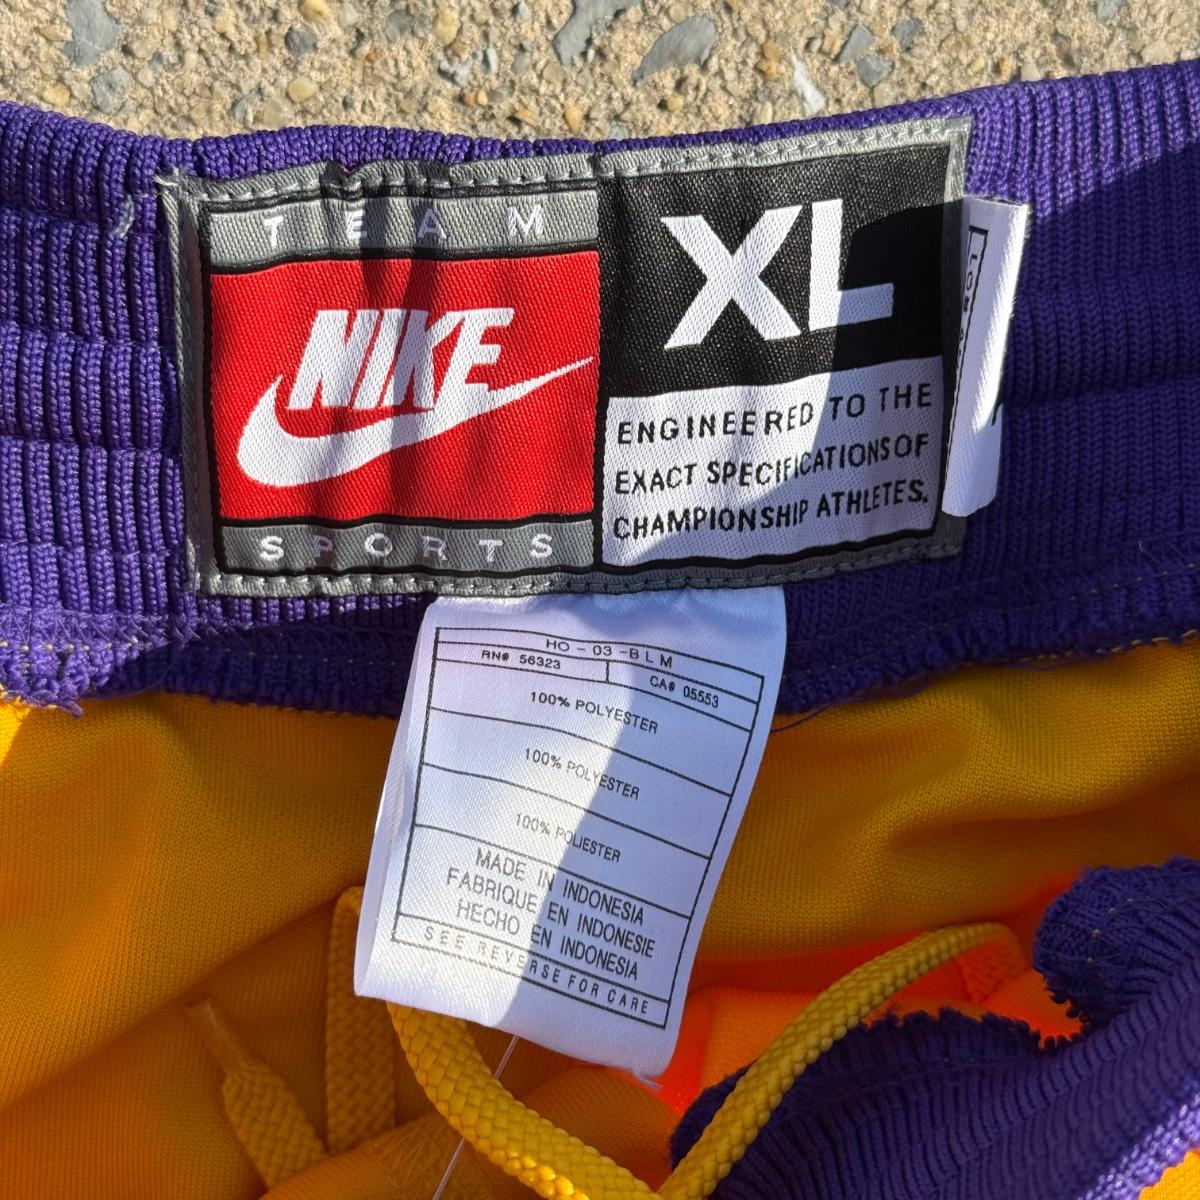 TEAM
NIKE
SPORTS
XL
ENGINEERED TO THE
EXACT SPECIFICATIONS OF
CHAMPIONSHIP ATHLETES.
HO - 03 - BLM
RN# 56323
CA# 05553
100% POLYESTER
100% POLYESTER
100% POLIESTER
MADE IN INDONESIA
FABRIQUE EN INDONESIE
HECHO EN INDONESIA
SEE REVERSE FOR CARE